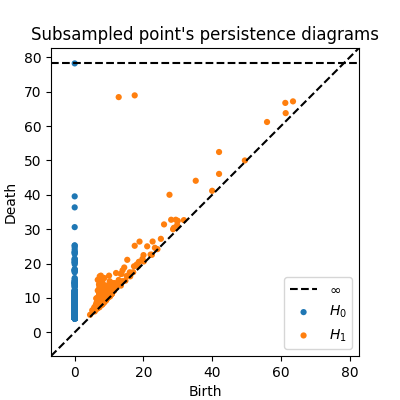 Subsampled point's persistence diagrams
80
70
60
50
40
30
20
10
0
Death
0 20 40 60 80
Birth
∞
H₀
H₁